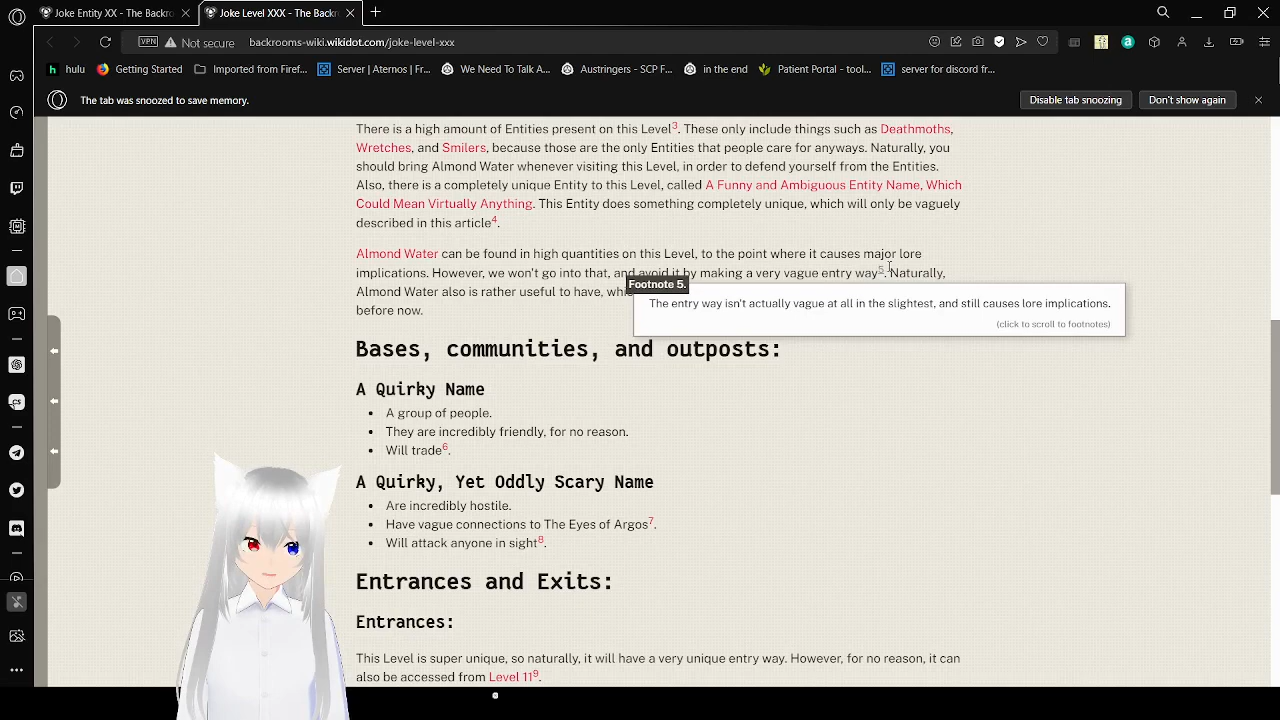 Joke Entity XX - The Backro
Joke Level XXX - The Backro
VPN
Not secure
backrooms-wiki.wikidot.com/joke-level-xxx
hulu
Getting Started
Imported from Firef...
Server | Aternos | Fr...
We Need To Talk A...
Austringers - SCP F...
in the end
Patient Portal - tool...
server for discord fr...
The tab was snoozed to save memory.
Disable tab snoozing
Don't show again
There is a high amount of Entities present on this Level3. These only include things such as Deathmoths,
Wretches, and Smilers, because those are the only Entities that people care for anyways. Naturally, you
should bring Almond Water whenever visiting this Level, in order to defend yourself from the Entities.
Also, there is a completely unique Entity to this Level, called A Funny and Ambiguous Entity Name, Which
Could Mean Virtually Anything. This Entity does something completely unique, which will only be vaguely
described in this article4.
Almond Water can be found in high quantities on this Level, to the point where it causes major lore
implications. However, we won't go into that, and avoid it by making a very vague entry way5. Naturally,
Almond Water also is rather useful to have, whi
before now.
Footnote 5.
The entry way isn't actually vague at all in the slightest, and still causes lore implications.
(click to scroll to footnotes)
Bases, communities, and outposts:
A Quirky Name
• A group of people.
• They are incredibly friendly, for no reason.
• Will trade6.
A Quirky, Yet Oddly Scary Name
• Are incredibly hostile.
• Have vague connections to The Eyes of Argos7.
• Will attack anyone in sight8.
Entrances and Exits:
Entrances:
This Level is super unique, so naturally, it will have a very unique entry way. However, for no reason, it can
also be accessed from Level 119.